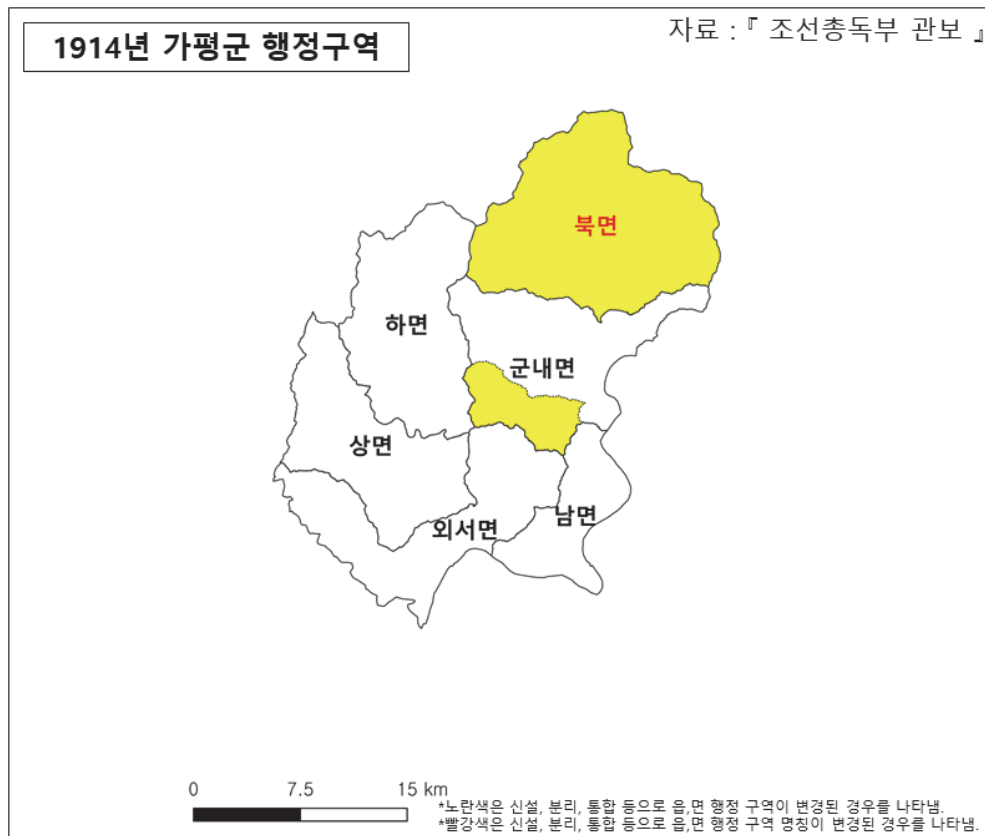 1914년 가평군 행정구역
자료 : 『 조선총독부 관보 』
북면
하면
군내면
상면
남면
외서면
0 7.5 15 km
*노란색은 신설, 분리, 통합 등으로 읍,면 행정 구역이 변경된 경우를 나타냄.
*빨강색은 신설, 분리, 통합 등으로 읍,면 행정 구역 명칭이 변경된 경우를 나타냄.